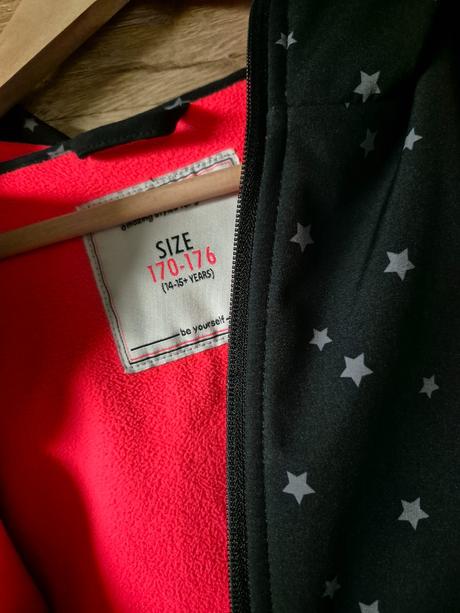 SIZE
170-176
(14-15+ YEARS)
be yourself